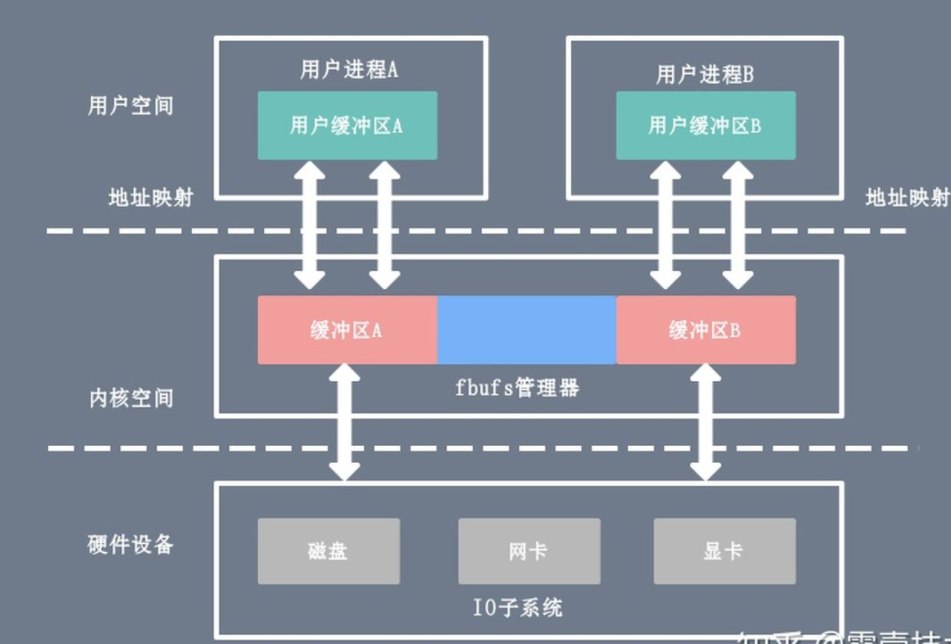 用户进程A
用户进程B
用户空间
用户缓冲区A
用户缓冲区B
地址映射
地址映射
缓冲区A
缓冲区B
fbufs管理器
内核空间
硬件设备
磁盘
网卡
显卡
IO子系统
知乎